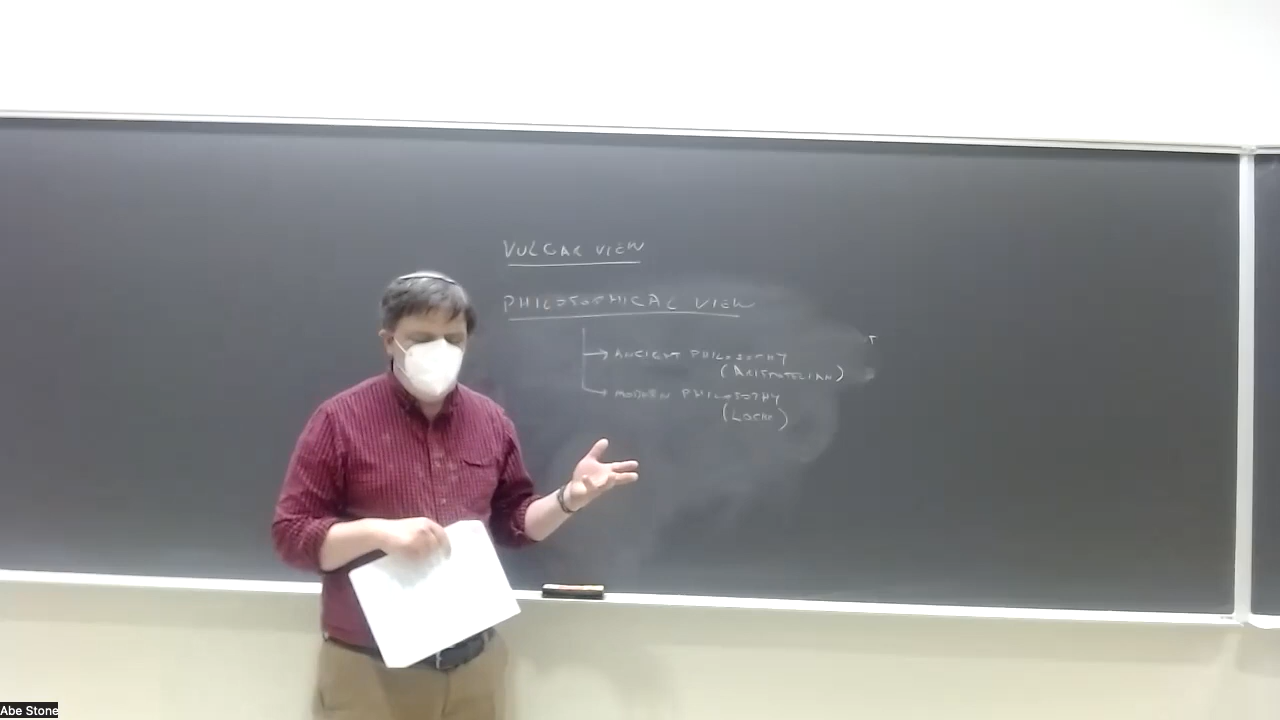 VULGAR VIEW
PHILOSOPHICAL VIEW
→ ANCIENT PHILOSOPHY
(ARISTOTELIAN)
→ MODERN PHILOSOPHY
(LOCKE)
Abe Stone